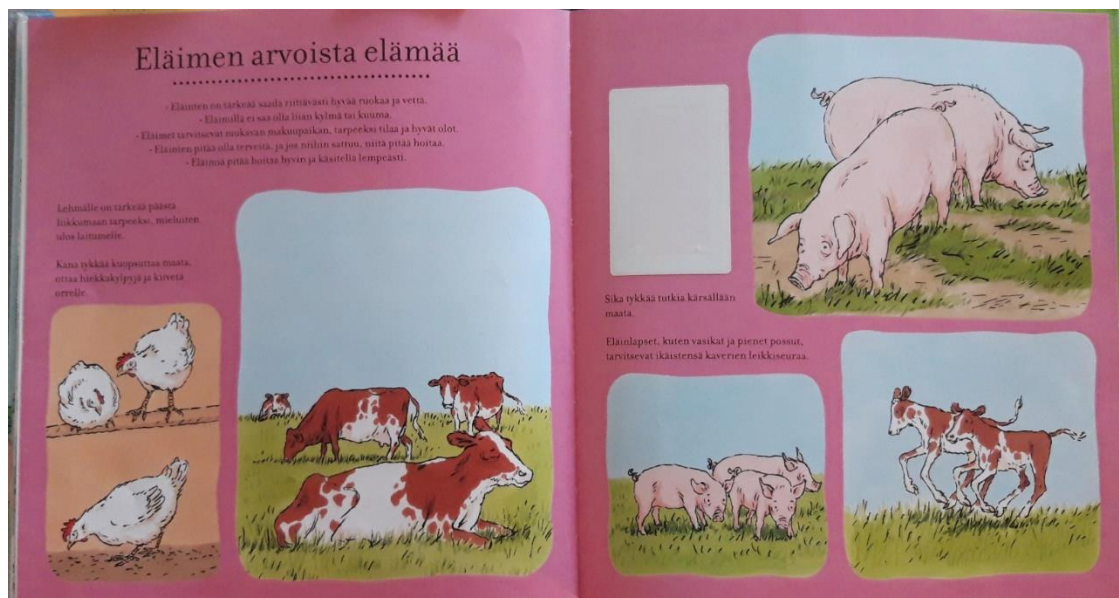 Eläimen arvoista elämää
- Eläinten on tärkeää saada riittävästi hyvää ruokaa ja vettä.
- Eläimillä ei saa olla liian kylmä tai kuuma.
- Eläimet tarvitsevat mukavan makuupaikan, tarpeeksi tilaa ja hyvät olot.
- Eläinten pitää olla terveitä, ja jos niihin sattuu, niitä pitää hoitaa.
- Eläimiä pitää hoitaa hyvin ja käsitellä lempeästi.
Lehmälle on tärkeää päästä
liikkumaan tarpeeksi, mieluiten
ulos laitumelle.
Kana tykkää kuopsuttaa maata,
ottaa hiekkakylpyjä ja kiivetä
orrelle.
Sika tykkää tutkia kärsällään
maata.
Eläinlapset, kuten vasikat ja pienet possut,
tarvitsevat ikäistensä kaverien leikkiseuraa.